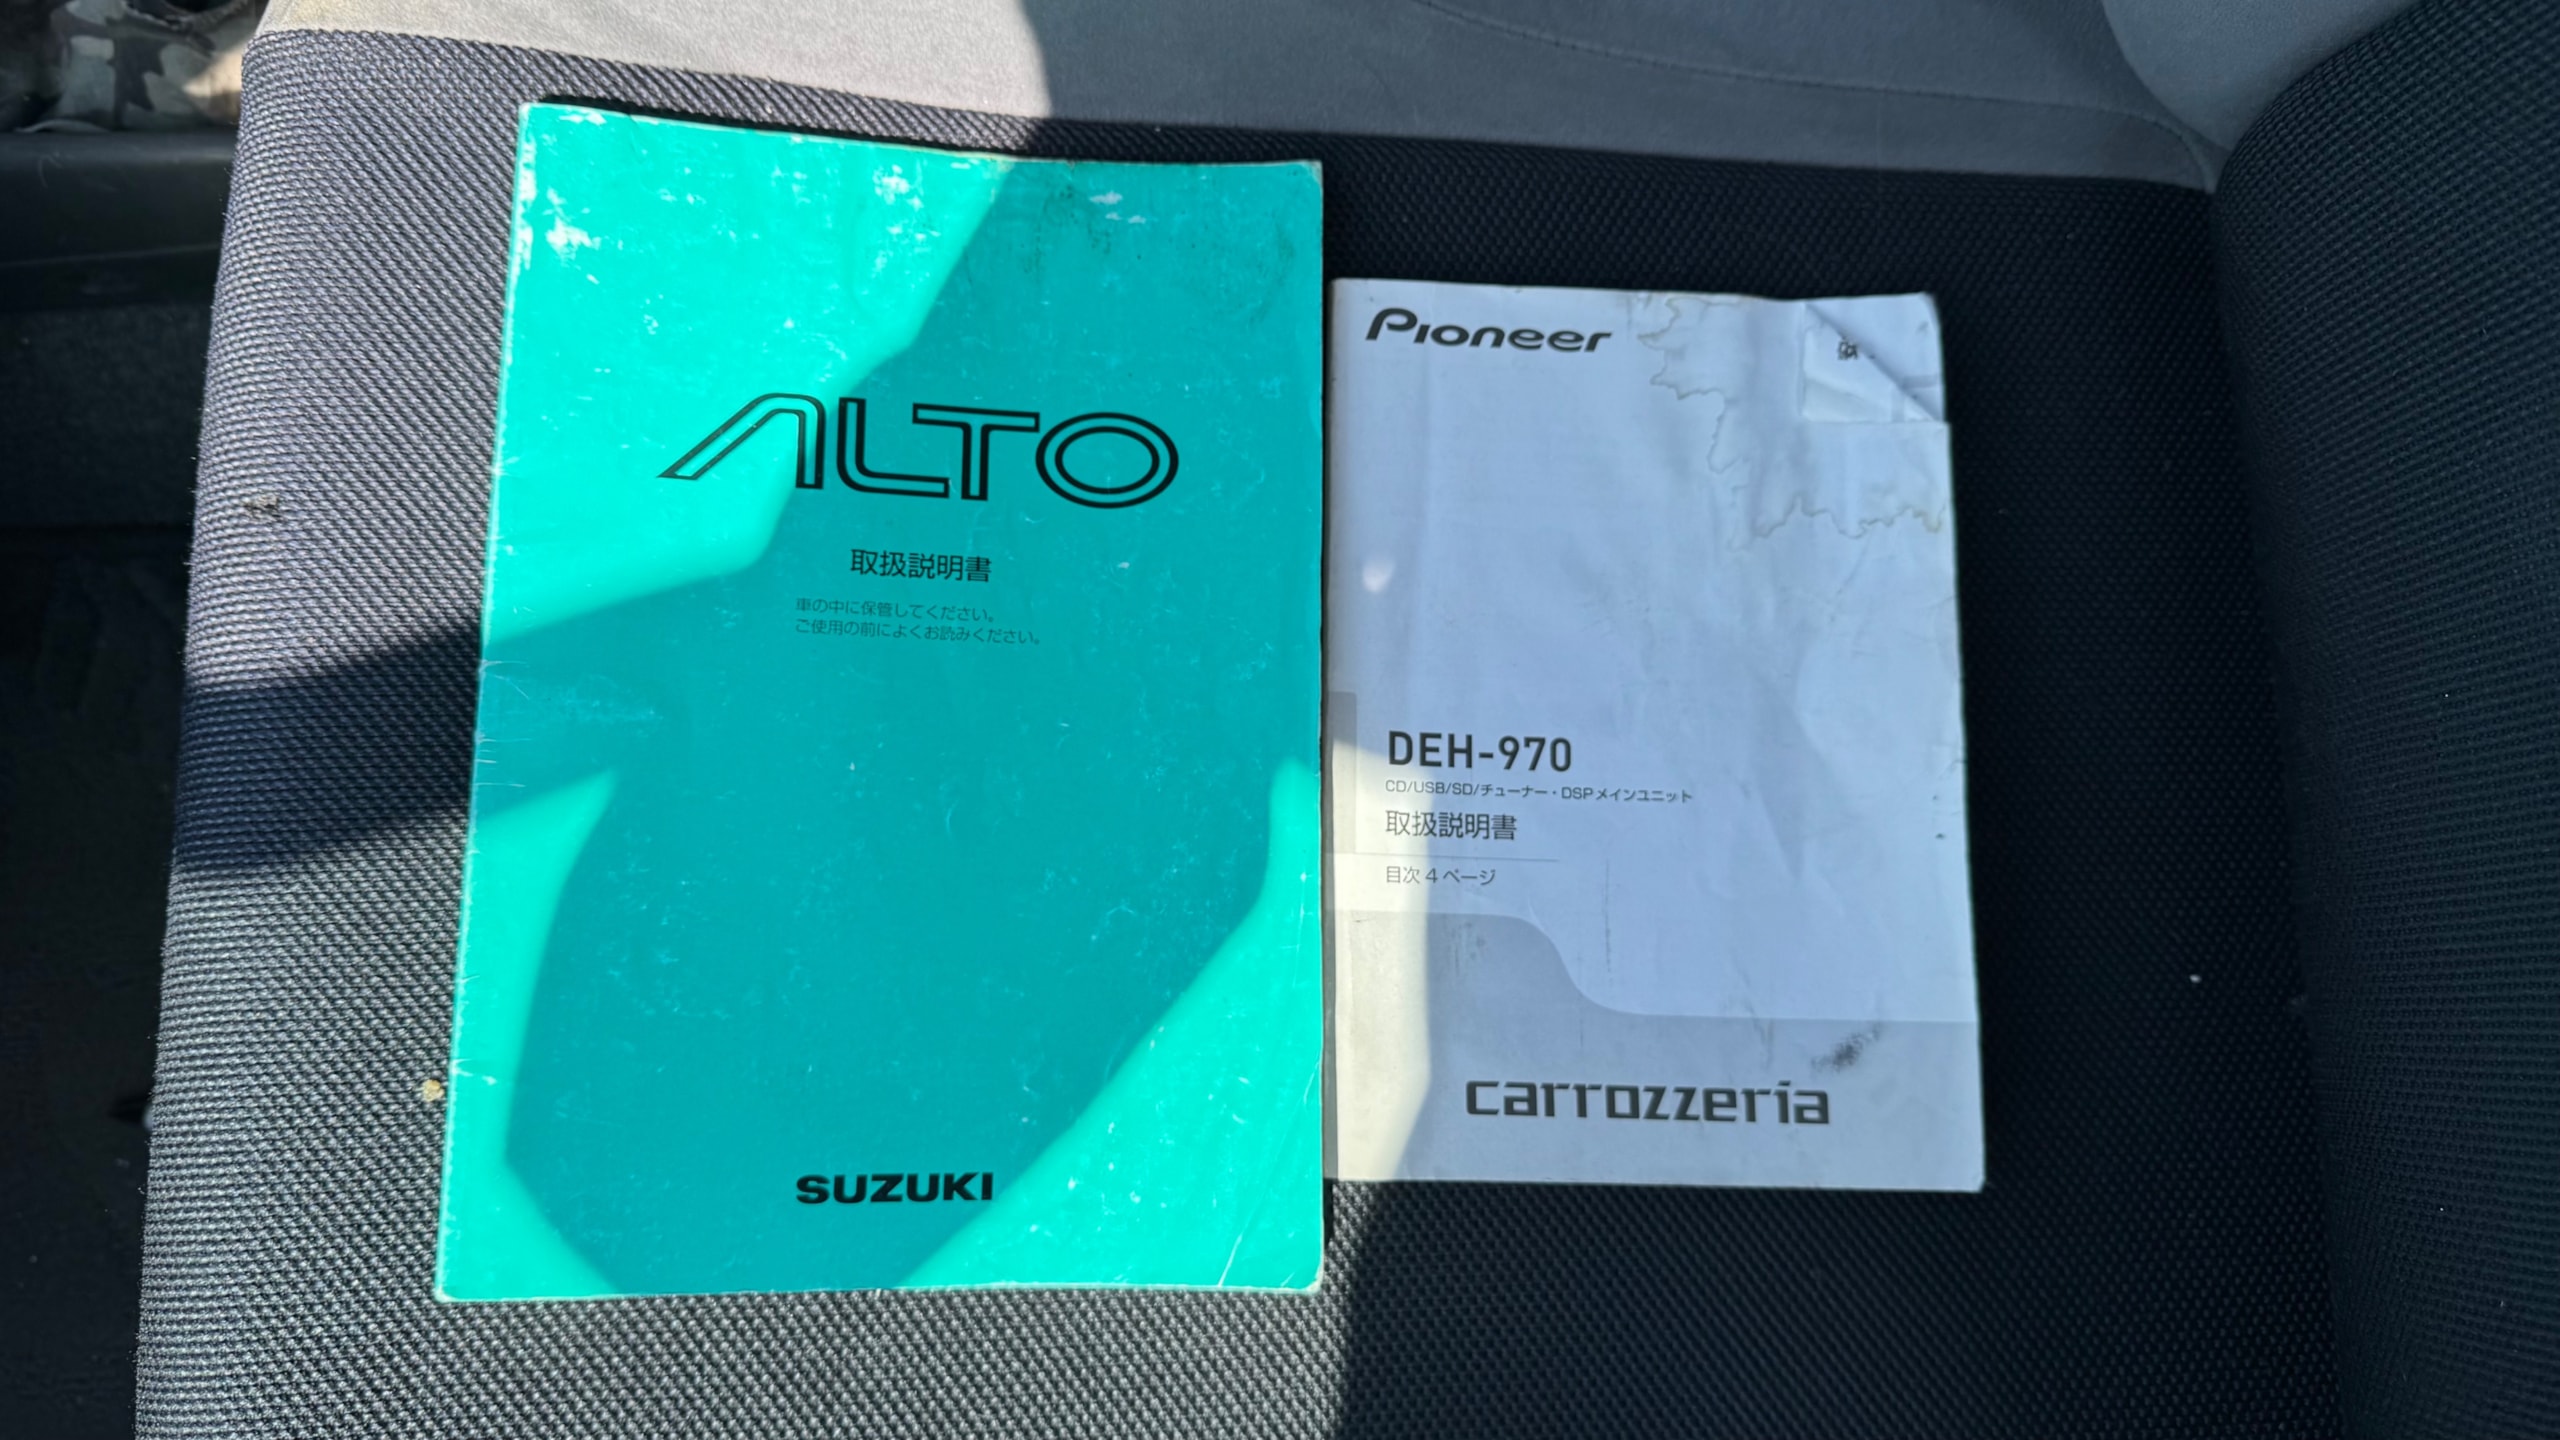 ALTO
取扱説明書
車の中に保管してください。
ご使用の前によくお読みください。
SUZUKI
Pioneer
DEH-970
CD/USB/SD/チューナー・DSPメインユニット
取扱説明書
目次4ページ
carrozzeria